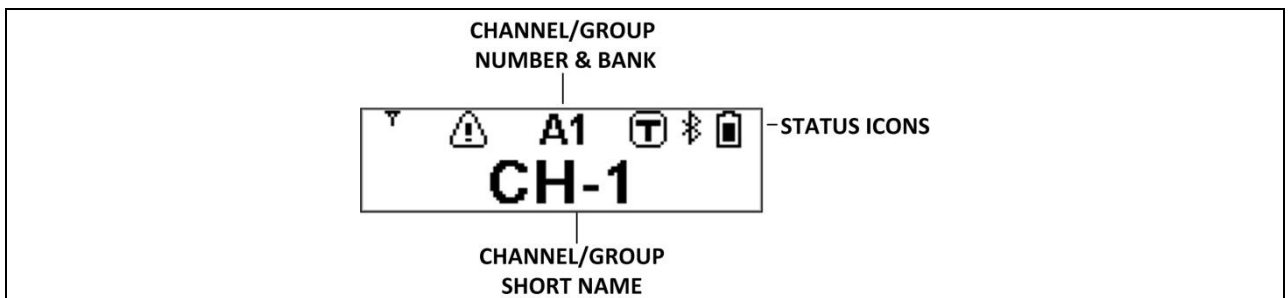 CHANNEL/GROUP
NUMBER & BANK
A1 T
STATUS ICONS
CH-1
CHANNEL/GROUP
SHORT NAME